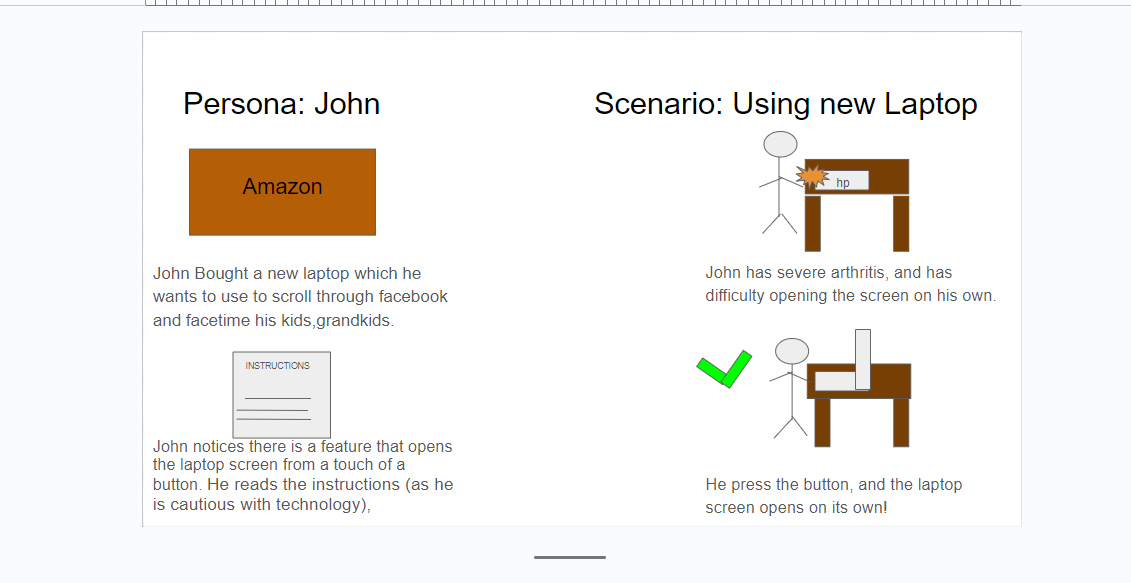 Persona: John
Scenario: Using new Laptop
Amazon
hp
John Bought a new laptop which he
wants to use to scroll through facebook
and facetime his kids,grandkids.
John has severe arthritis, and has
difficulty opening the screen on his own.
INSTRUCTIONS
John notices there is a feature that opens
the laptop screen from a touch of a
button. He reads the instructions (as he
is cautious with technology),
He press the button, and the laptop
screen opens on its own!